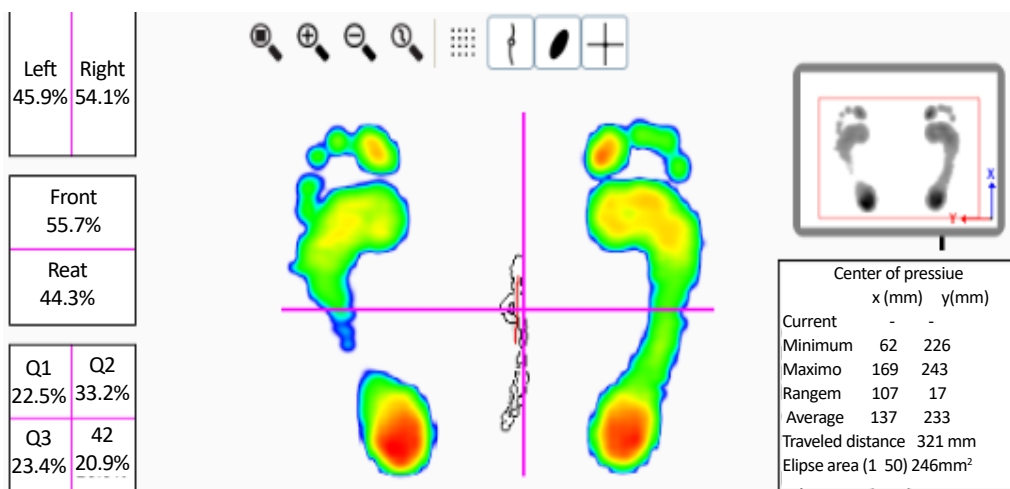 Left Right
45.9% 54.1%
Front
55.7%
Reat
44.3%
Q1 Q2
22.5% 33.2%
Q3 42
23.4% 20.9%
X
Y
Center of pressiue
x (mm) y(mm)
Current - -
Minimum 62 226
Maximo 169 243
Rangem 107 17
Average 137 233
Traveled distance 321 mm
Elipse area (1 50) 246mm²